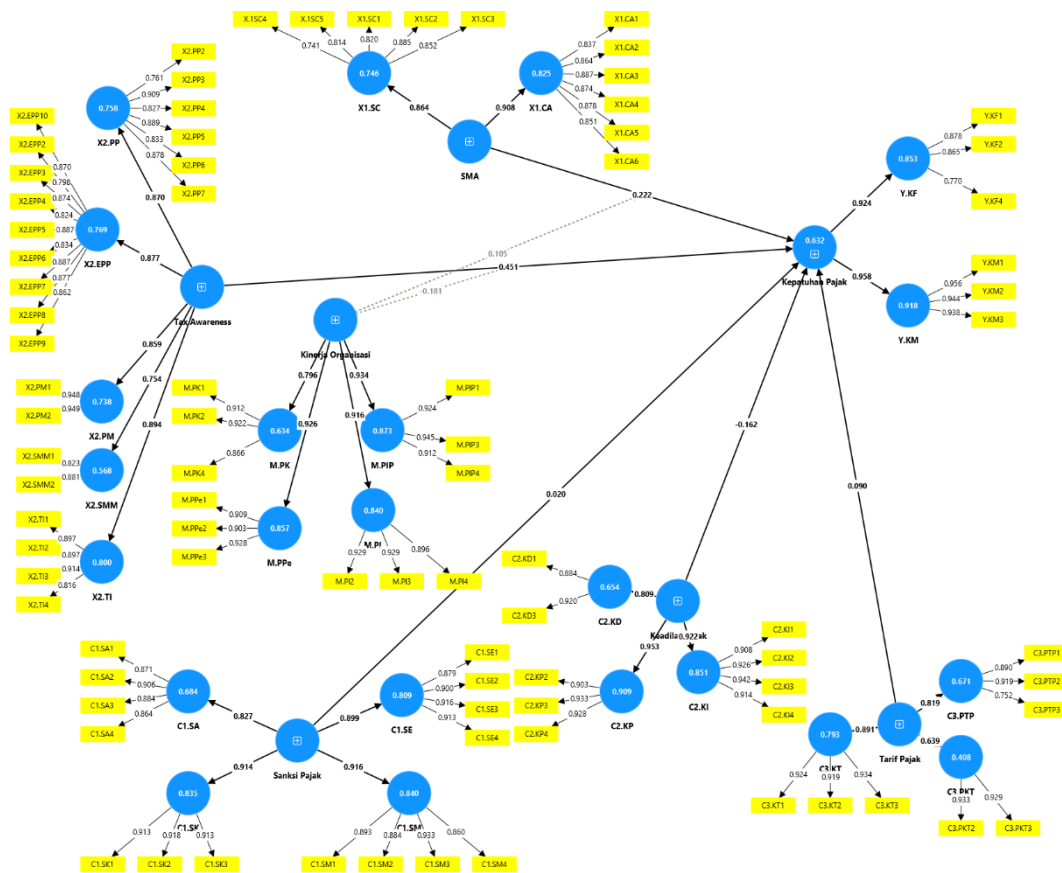 X.1SC4
X1.SC5
X1.SC1
X1.SC2
X1.SC3
0.741
0.814
0.820
0.885
0.852
0.746
X1.SC
0.864
SMA
0.908
0.825
X1.CA
X1.CA1
X1.CA2
X1.CA3
X1.CA4
X1.CA5
X1.CA6
0.837
0.864
0.887
0.874
0.878
0.851
X2.PP2
X2.PP3
X2.PP4
X2.PP5
X2.PP6
X2.PP7
0.761
0.909
0.827
0.889
0.833
0.878
0.758
X2.PP
0.870
X2.EPP10
X2.EPP2
X2.EPP3
X2.EPP4
X2.EPP5
X2.EPP6
X2.EPP7
X2.EPP8
X2.EPP9
0.870
0.798
0.874
0.824
0.887
0.834
0.887
0.877
0.862
0.769
X2.EPP
0.877
Tax Awareness
0.859
0.754
0.894
X2.PM1
X2.PM2
0.948
0.949
0.738
X2.PM
X2.SMM1
X2.SMM2
0.823
0.881
0.568
X2.SMM
X2.TI1
X2.TI2
X2.TI3
X2.TI4
0.897
0.897
0.914
0.816
0.800
X2.TI
0.222
0.105
0.451
-0.181
Y.KF1
Y.KF2
Y.KF4
0.878
0.865
0.770
0.853
Y.KF
0.924
0.632
Kepatuhan Pajak
0.958
0.918
Y.KM
Y.KM1
Y.KM2
Y.KM3
0.956
0.944
0.938
Kinerja Organisasi
0.796
0.934
0.916
0.926
M.PK1
M.PK2
M.PK4
0.912
0.922
0.866
0.634
M.PK
0.873
M.PIP
M.PIP1
M.PIP3
M.PIP4
0.924
0.945
0.912
M.PPe1
M.PPe2
M.PPe3
0.909
0.903
0.928
0.857
M.PPe
0.840
M.PI
0.929
0.929
0.896
M.PI2
M.PI3
M.PI4
-0.162
0.020
0.090
C2.KD1
C2.KD3
0.884
0.920
0.654
C2.KD
0.809
0.953
0.922
C2.KP2
C2.KP3
C2.KP4
0.903
0.933
0.928
0.909
C2.KP
0.851
C2.KI
C2.KI1
C2.KI2
C2.KI3
C2.KI4
0.908
0.926
0.942
0.914
C1.SA1
C1.SA2
C1.SA3
C1.SA4
0.871
0.906
0.884
0.864
0.684
C1.SA
0.827
Sanksi Pajak
0.899
0.809
C1.SE
C1.SE1
C1.SE2
C1.SE3
C1.SE4
0.879
0.900
0.916
0.913
0.914
0.916
0.835
C1.SK
0.913
0.918
0.913
C1.SK1
C1.SK2
C1.SK3
0.840
C1.SM
0.893
0.884
0.933
0.860
C1.SM1
C1.SM2
C1.SM3
C1.SM4
Tarif Pajak
0.819
0.891
0.639
0.671
C3.PTP
C3.PTP1
C3.PTP2
C3.PTP3
0.890
0.919
0.752
0.793
C3.KT
0.924
0.919
0.934
C3.KT1
C3.KT2
C3.KT3
0.408
C3.PKT
0.933
0.929
C3.PKT2
C3.PKT3